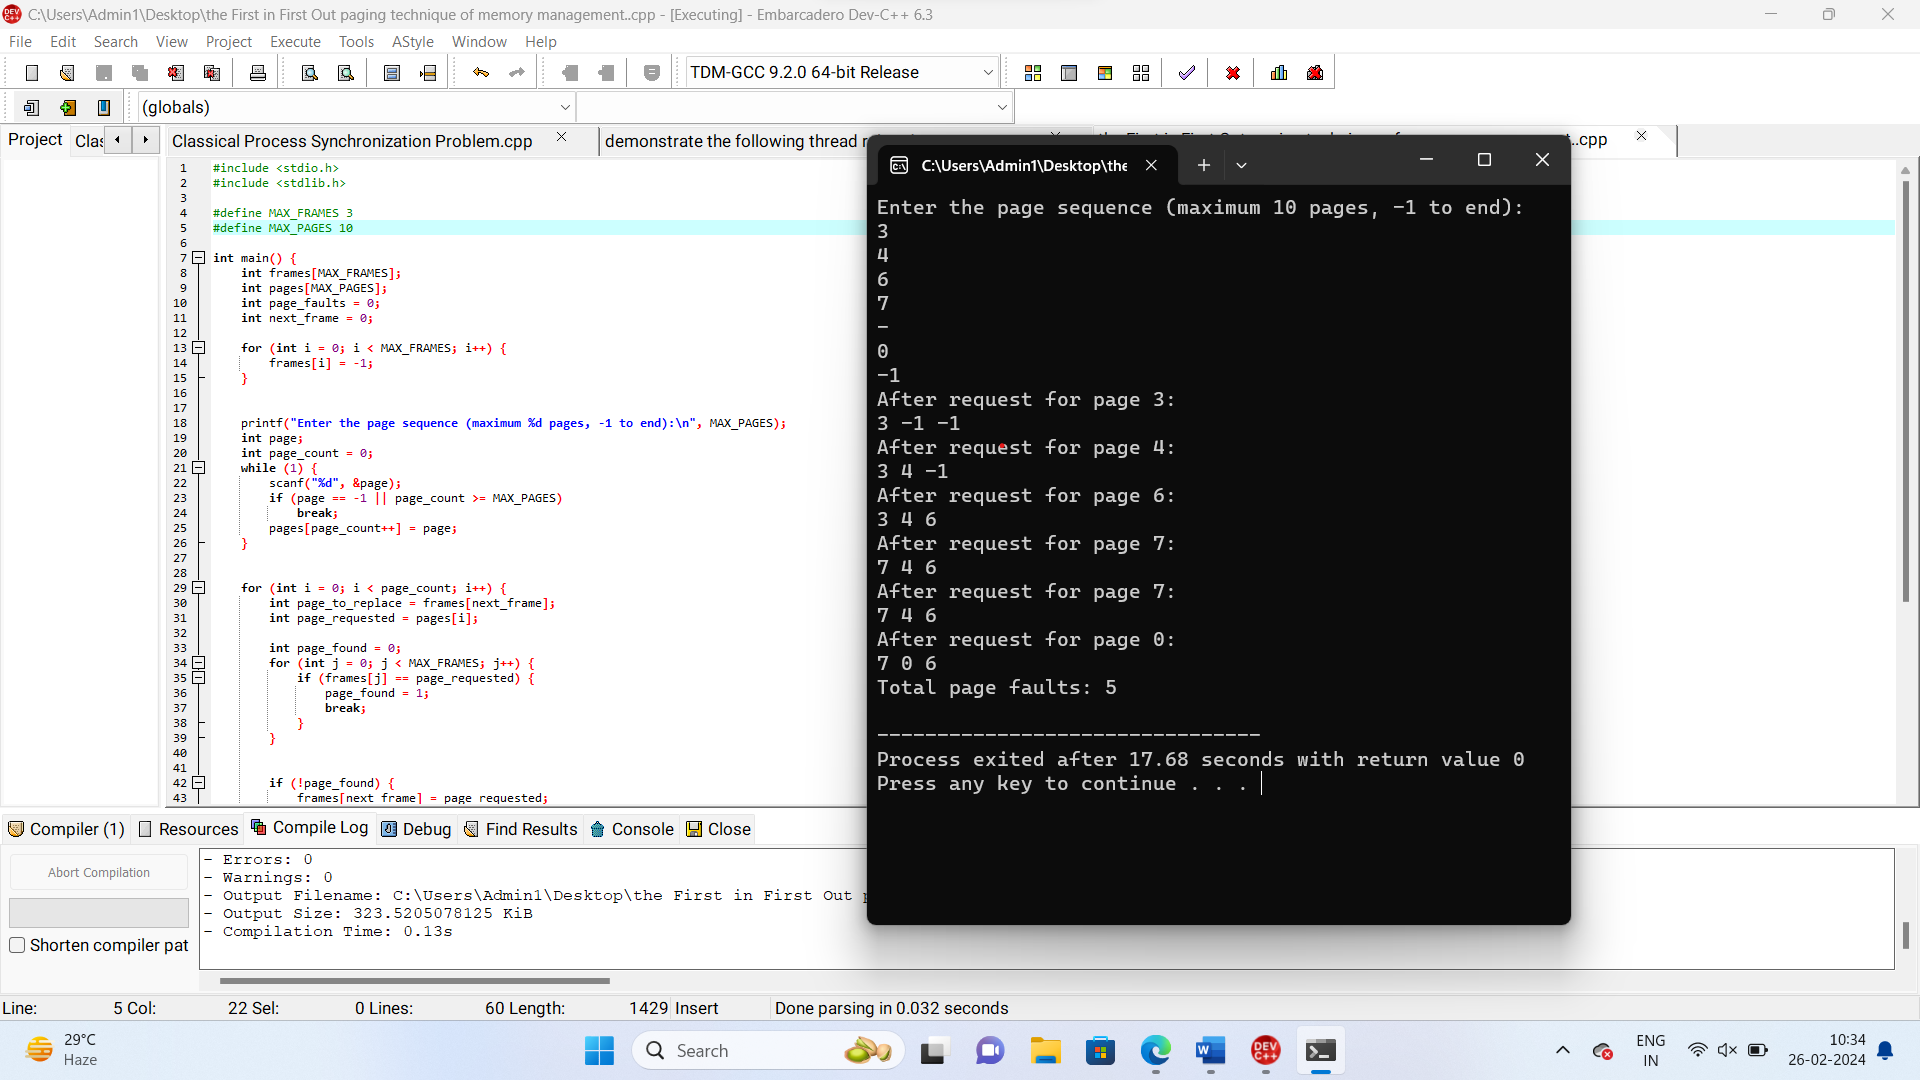 C:\Users\Admin1\Desktop\the First in First Out paging technique of memory management..cpp - [Executing] - Embarcadero Dev-C++ 6.3
File Edit Search View Project Execute Tools AStyle Window Help
TDM-GCC 9.2.0 64-bit Release
(globals)
Project Clas
Classical Process Synchronization Problem.cpp
demonstrate the following thread
.cpp
1 #include <stdio.h>
2 #include <stdlib.h>
3
4 #define MAX_FRAMES 3
5 #define MAX_PAGES 10
6
7 int main() {
8 int frames[MAX_FRAMES];
9 int pages[MAX_PAGES];
10 int page_faults = 0;
11 int next_frame = 0;
12
13 for (int i = 0; i < MAX_FRAMES; i++) {
14 frames[i] = -1;
15 }
16
17
18 printf("Enter the page sequence (maximum %d pages, -1 to end):\n", MAX_PAGES);
19 int page;
20 int page_count = 0;
21 while (1) {
22 scanf("%d", &page);
23 if (page == -1 || page_count >= MAX_PAGES)
24 break;
25 pages[page_count++] = page;
26 }
27
28
29 for (int i = 0; i < page_count; i++) {
30 int page_to_replace = frames[next_frame];
31 int page_requested = pages[i];
32
33 int page_found = 0;
34 for (int j = 0; j < MAX_FRAMES; j++) {
35 if (frames[j] == page_requested) {
36 page_found = 1;
37 break;
38 }
39 }
40
41
42 if (!page_found) {
43 frames[next_frame] = page_requested;
C:\Users\Admin1\Desktop\the
Enter the page sequence (maximum 10 pages, -1 to end):
3
4
6
7
-
0
-1
After request for page 3:
3 -1 -1
After request for page 4:
3 4 -1
After request for page 6:
3 4 6
After request for page 7:
7 4 6
After request for page 7:
7 4 6
After request for page 0:
7 0 6
Total page faults: 5
--------------------------------
Process exited after 17.68 seconds with return value 0
Press any key to continue . . .
Compiler (1) Resources Compile Log Debug Find Results Console Close
Abort Compilation
Shorten compiler pat
- Errors: 0
- Warnings: 0
- Output Filename: C:\Users\Admin1\Desktop\the First in First Out
- Output Size: 323.5205078125 KiB
- Compilation Time: 0.13s
Line: 5 Col: 22 Sel: 0 Lines: 60 Length: 1429 Insert Done parsing in 0.032 seconds
29°C
Haze
Search
ENG
IN
10:34
26-02-2024